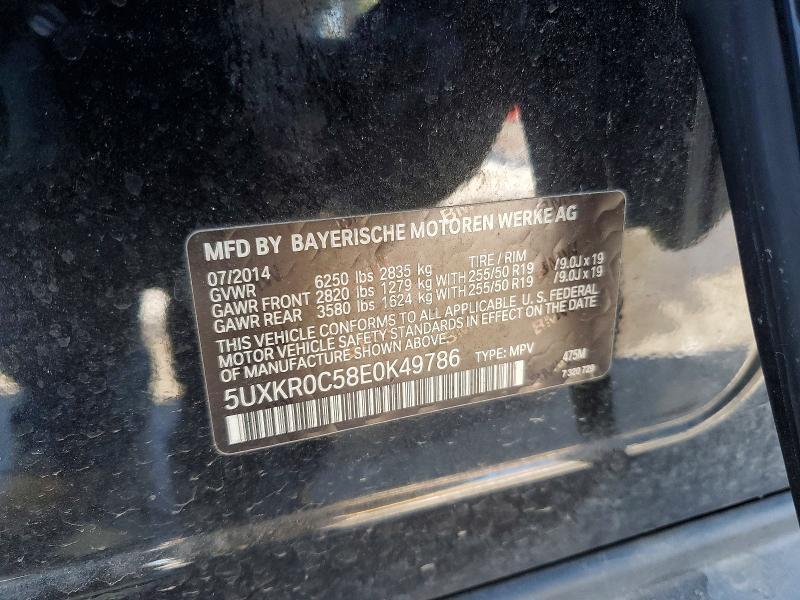 MFD BY BAYERISCHE MOTOREN WERKE AG
07/2014 TIRE / RIM
GVWR 6250 lbs 2835 kg
GAWR FRONT 2820 lbs 1279 kg WITH 255/50 R19 /9.0J x 19
GAWR REAR 3580 lbs 1624 kg WITH 255/50 R19 /9.0J x 19
THIS VEHICLE CONFORMS TO ALL APPLICABLE U. S. FEDERAL
MOTOR VEHICLE SAFETY STANDARDS IN EFFECT ON THE DATE
OF MANUFACTURE SHOWN ABOVE.
5UXKR0C58E0K49786 TYPE: MPV 475M
7 320 729